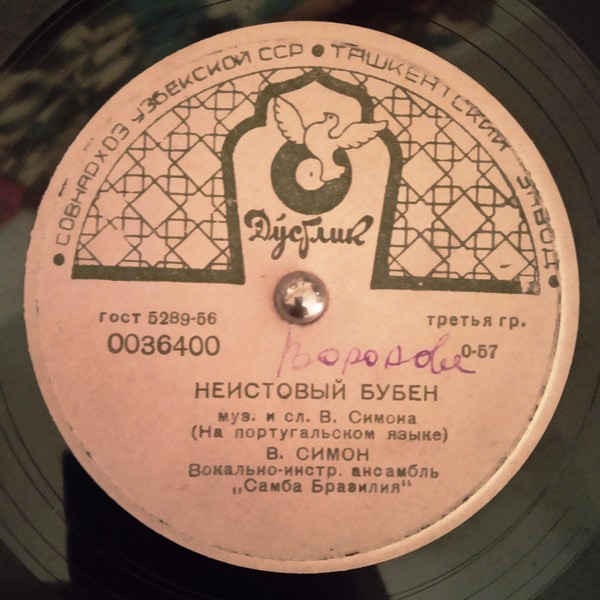 ● СОВНАРХОЗ УЗБЕКСКОЙ ССР ● ТАШКЕНТСКИЙ ЗАВОД ●
Дӯстлик
ГОСТ 5289-56
третья гр.
0036400
0-57
НЕИСТОВЫЙ БУБЕН
муз. и сл. В. Симона
(На португальском языке)
В. СИМОН
Вокально-инстр. ансамбль
„Самба Бразилия"